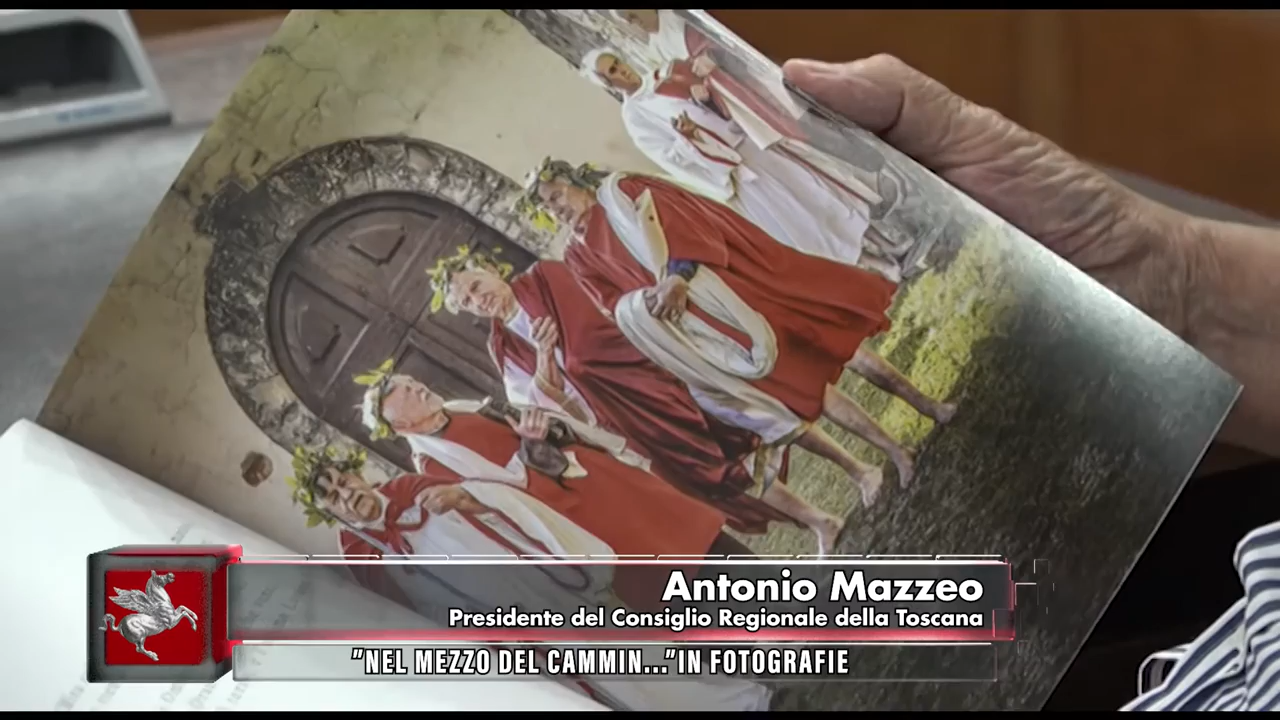 Antonio Mazzeo
Presidente del Consiglio Regionale della Toscana
"NEL MEZZO DEL CAMMIN..."IN FOTOGRAFIE